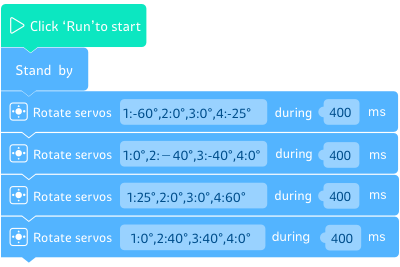 Click ‘Run’to start
Stand by
Rotate servos 1:-60°,2:0°,3:0°,4:-25° during 400 ms
Rotate servos 1:0°,2:－40°,3:-40°,4:0° during 400 ms
Rotate servos 1:25°,2:0°,3:0°,4:60° during 400 ms
Rotate servos 1:0°,2:40°,3:40°,4:0° during 400 ms